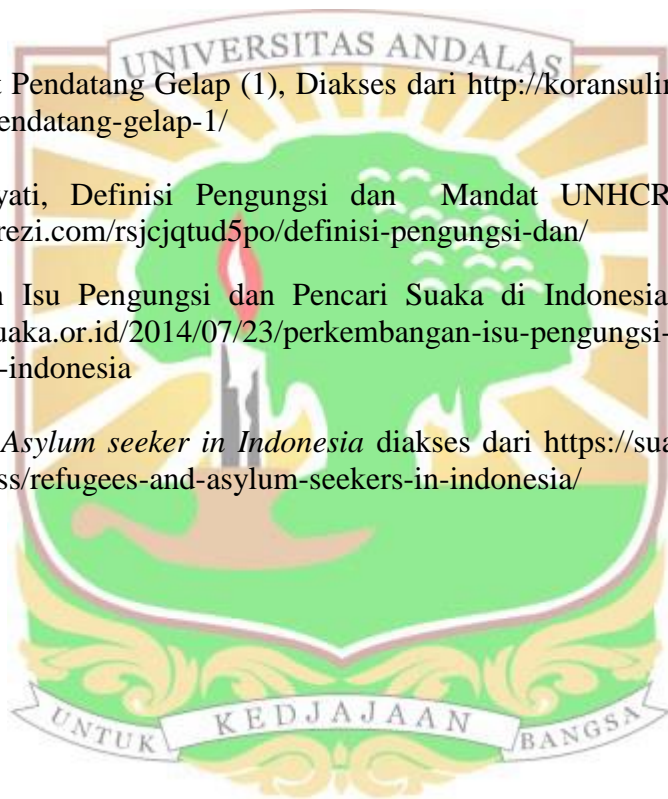 UNIVERSITAS ANDALAS
t Pendatang Gelap (1), Diakses dari http://koransulin
endatang-gelap-1/
yati, Definisi Pengungsi dan Mandat UNHCR
rezi.com/rsjcjqtud5po/definisi-pengungsi-dan/
n Isu Pengungsi dan Pencari Suaka di Indonesia
uaka.or.id/2014/07/23/perkembangan-isu-pengungsi-
-indonesia
Asylum seeker in Indonesia diakses dari https://sua
ss/refugees-and-asylum-seekers-in-indonesia/
UNTUK KEDJAJAAN BANGSA